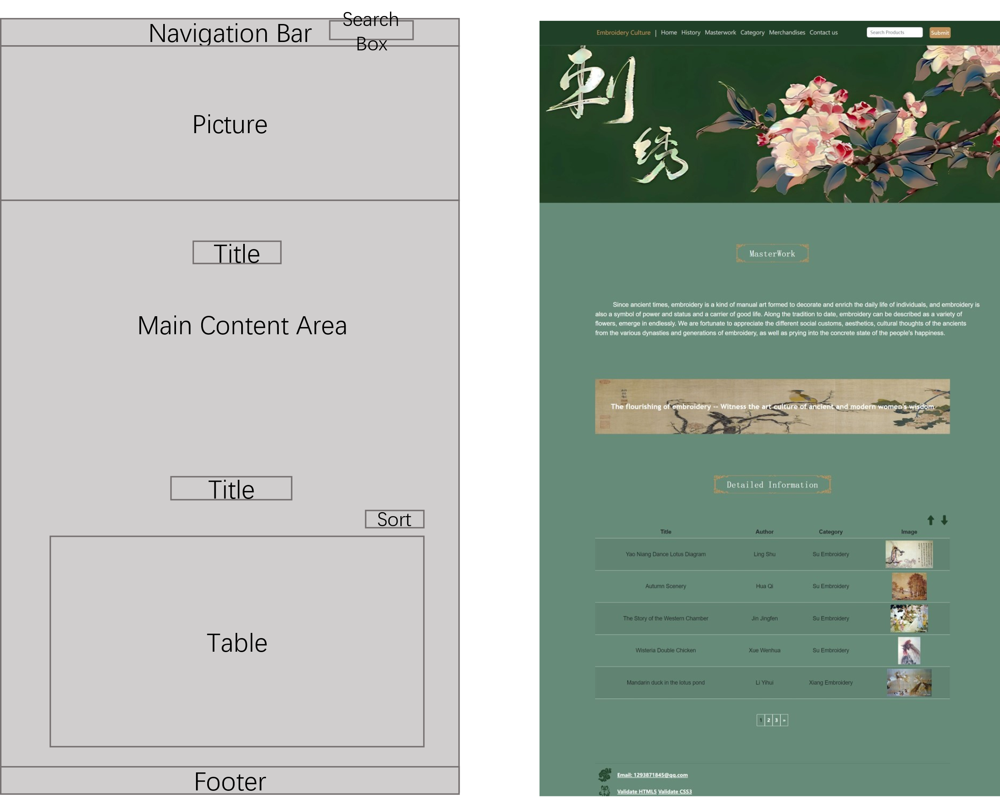 Navigation Bar
Search
Box
Picture
Title
Main Content Area
Title
Sort
Table
Footer
Embroidery Culture | Home History Masterwork Category Merchandises Contact us Search Products Submit
刺
绣
MasterWork
Since ancient times, embroidery is a kind of manual art formed to decorate and enrich the daily life of individuals, and embroidery is
also a symbol of power and status and a carrier of good life. Along the tradition to date, embroidery can be described as a variety of
flowers, emerge in endlessly. We are fortunate to appreciate the different social customs, aesthetics, cultural thoughts of the ancients
from the various dynasties and generations of embroidery, as well as prying into the concrete state of the people's happiness.
The flourishing of embroidery -- Witness the art culture of ancient and modern women's wisdom
Detailed Information
Title Author Category Image
Yao Niang Dance Lotus Diagram Ling Shu Su Embroidery
Autumn Scenery Hua Qi Su Embroidery
The Story of the Western Chamber Jin Jingfen Su Embroidery
Wisteria Double Chicken Xue Wenhua Su Embroidery
Mandarin duck in the lotus pond Li Yihui Xiang Embroidery
1 2 3 »
Email: 1293871845@qq.com
Validate HTML5 Validate CSS3